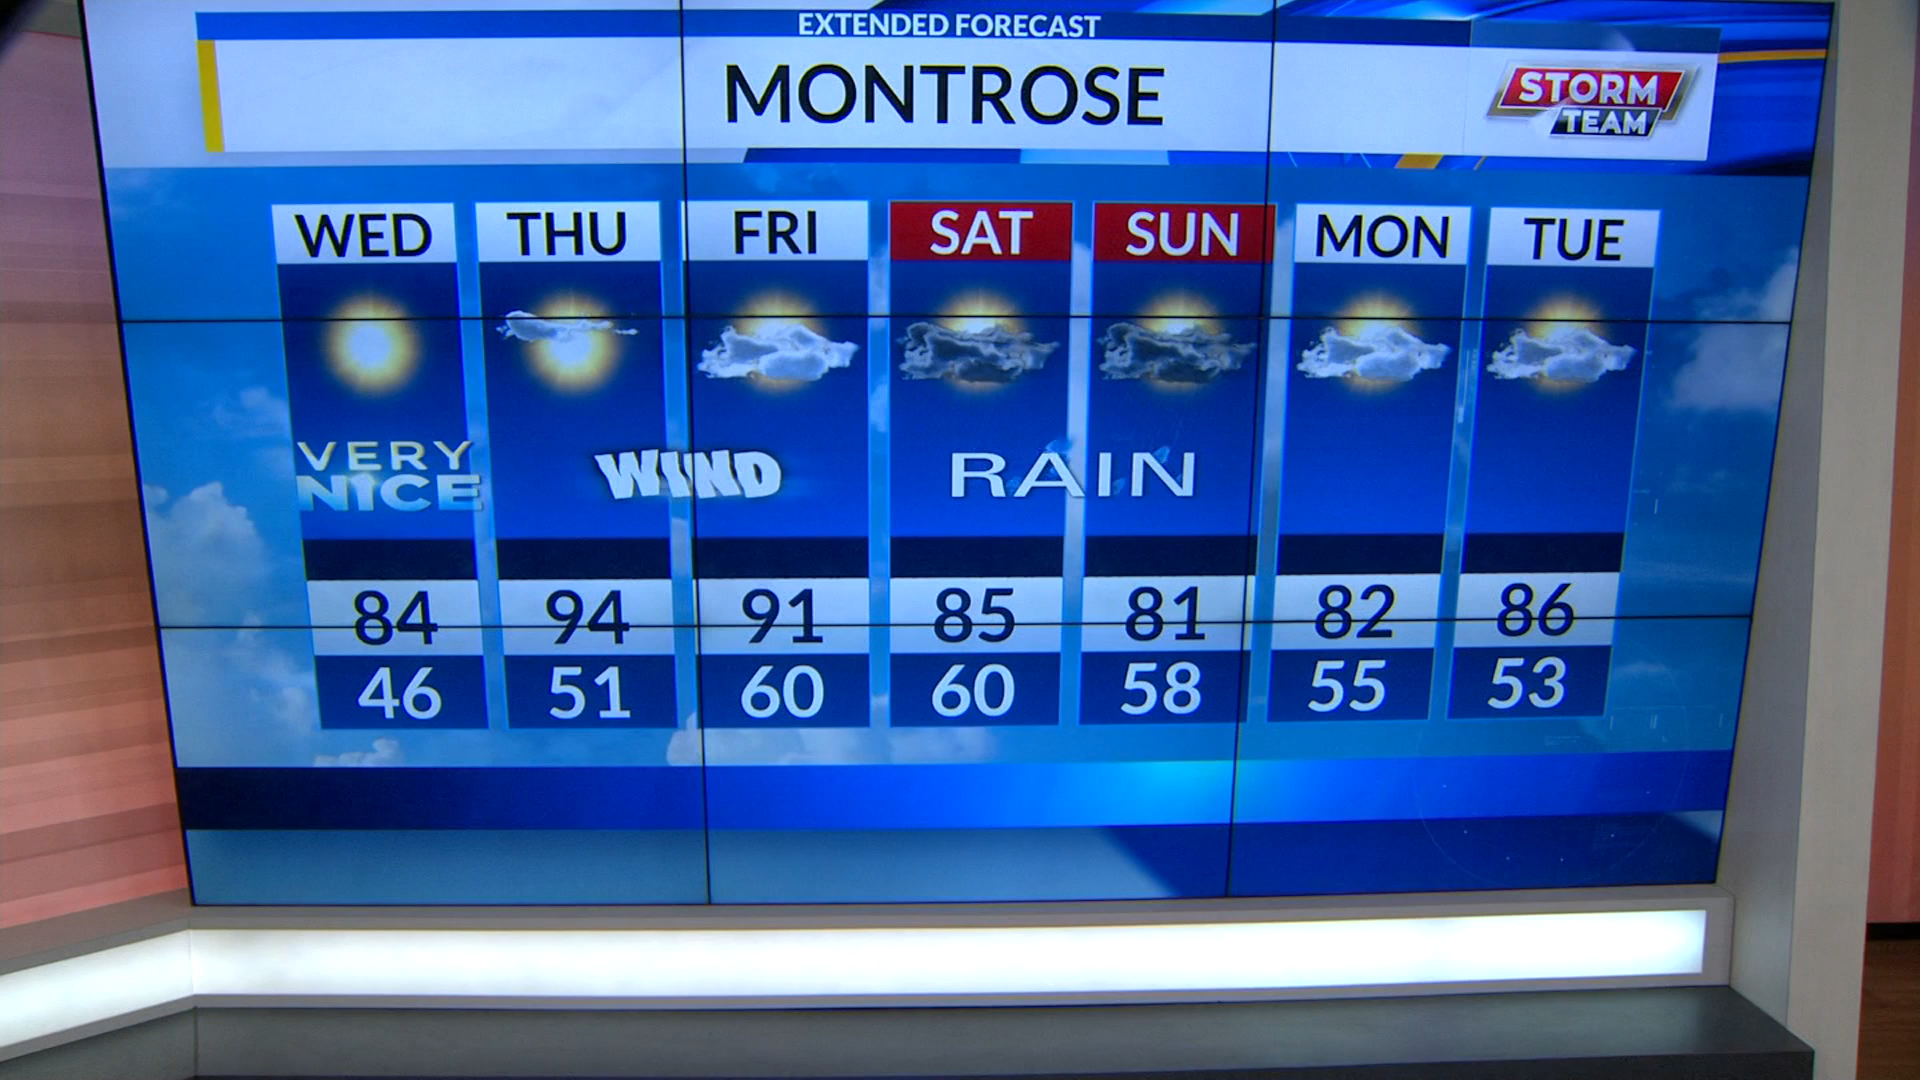 EXTENDED FORECAST
MONTROSE
STORM
TEAM
WED THU FRI SAT SUN MON TUE
VERY
NICE
WIND
RAIN
84 94 91 85 81 82 86
46 51 60 60 58 55 53